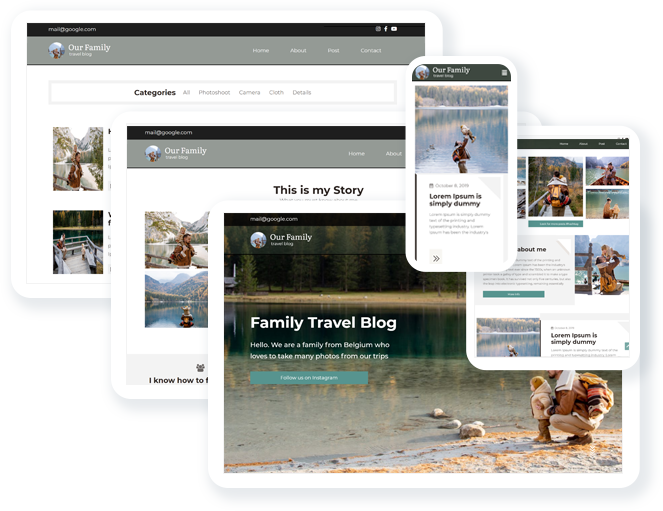 mail@google.com
Our Family
travel blog
Home About Post Contact
Categories All Photoshoot Camera Cloth Details
H
W
f
mail@google.com
Our Family
travel blog
Home About
This is my Story
I know how to f
mail@google.com
Our Family
travel blog
Family Travel Blog
Hello. We are a family from Belgium who
loves to take many photos from our trips
Follow us on Instagram
Our Family
travel blog
October 8, 2019
Lorem Ipsum is
simply dummy
Lorem Ipsum is simply dummy
text of the printing and
typesetting industry. Lorem
Ipsum has been the industry's
Home About Post Contact
about me
Lorem Ipsum is
simply dummy